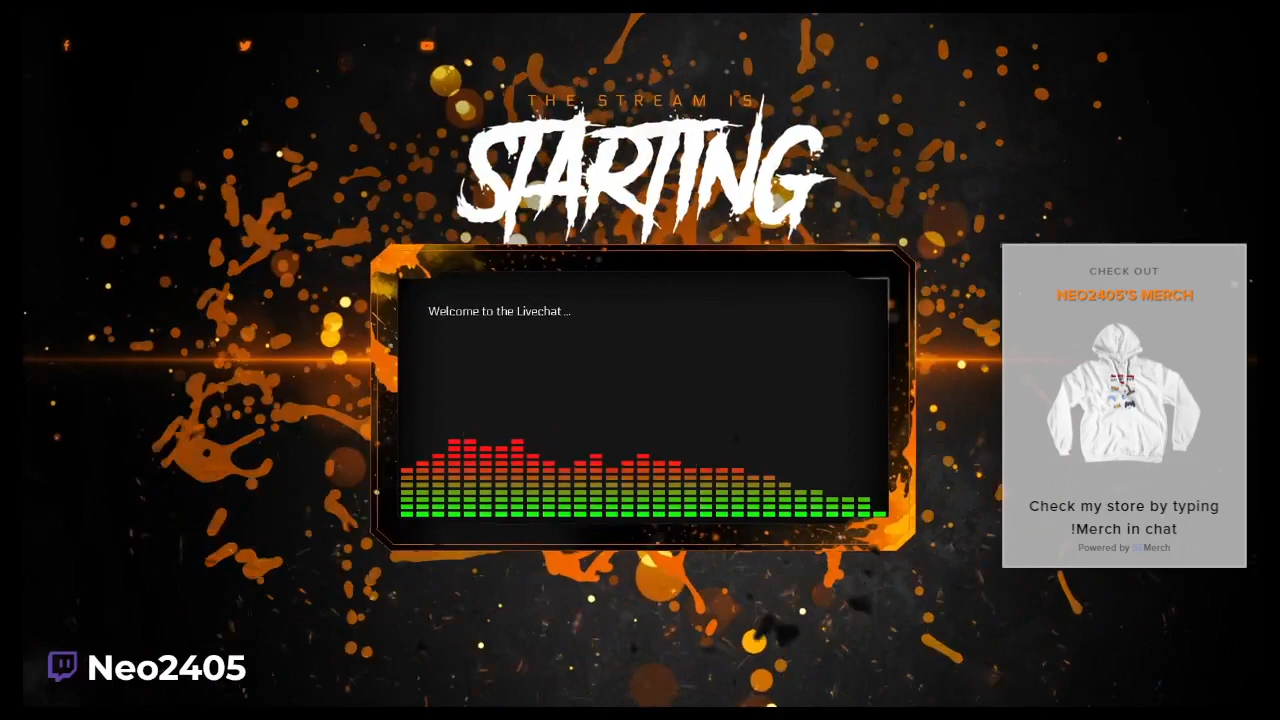 THE STREAM IS
STARTING
Welcome to the Livechat ...
CHECK OUT
NEO2405'S MERCH
Check my store by typing
!Merch in chat
Powered by SEMerch
Neo2405